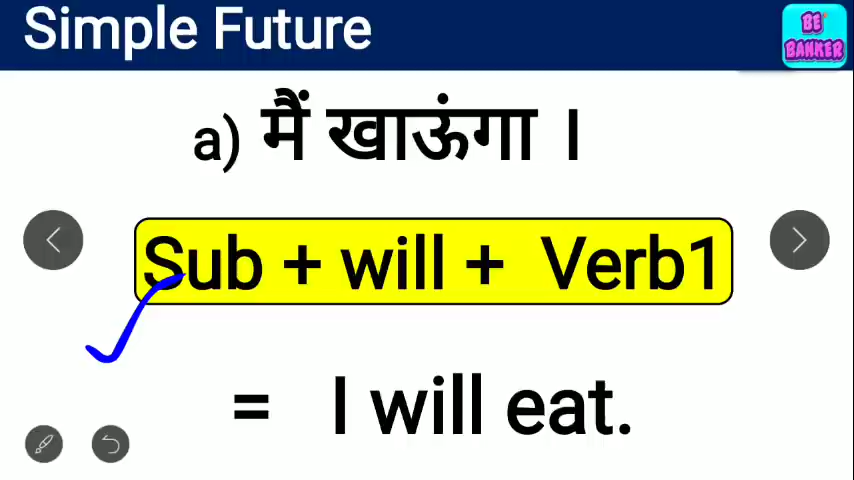 Simple Future
BE
BANKER
a) मैं खाऊंगा ।
Sub + will + Verb1
= I will eat.